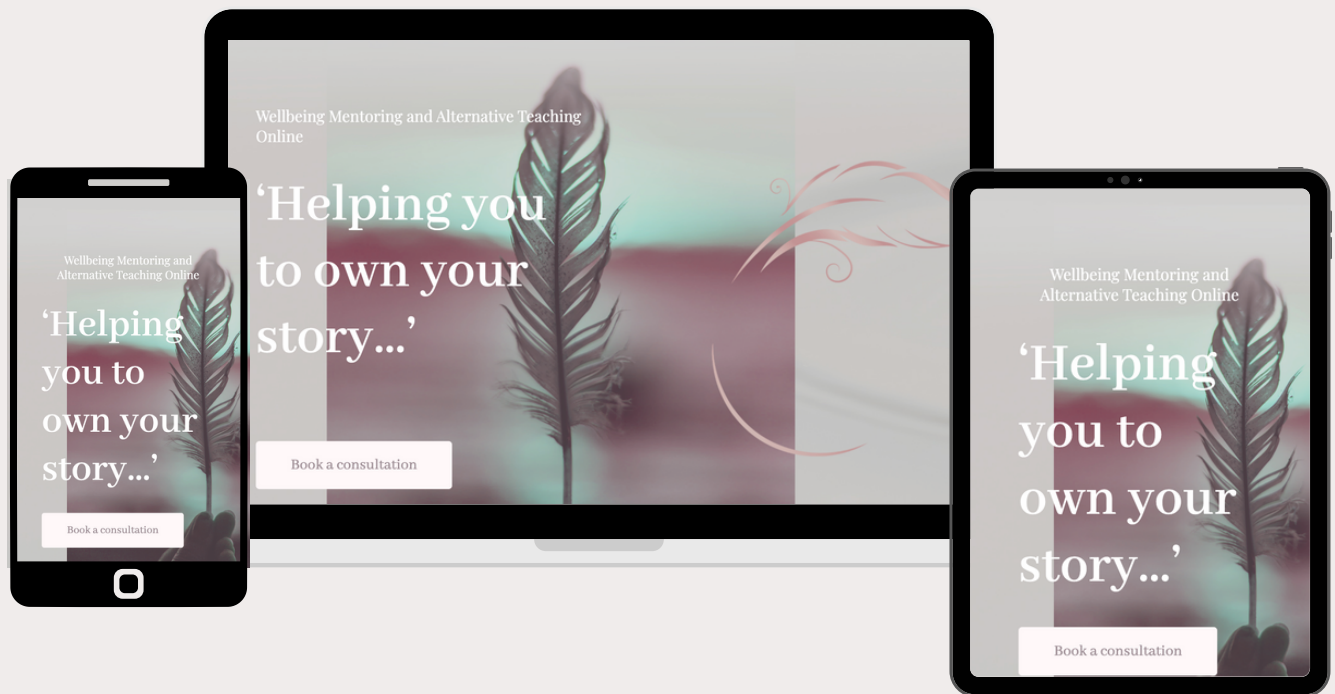 Wellbeing Mentoring and Alternative Teaching
Online
‘Helping you
to own your
story...’
Book a consultation
Wellbeing Mentoring and
Alternative Teaching Online
‘Helping
you to
own your
story...’
Book a consultation
Wellbeing Mentoring and
Alternative Teaching Online
‘Helping
you to
own your
story...’
Book a consultation